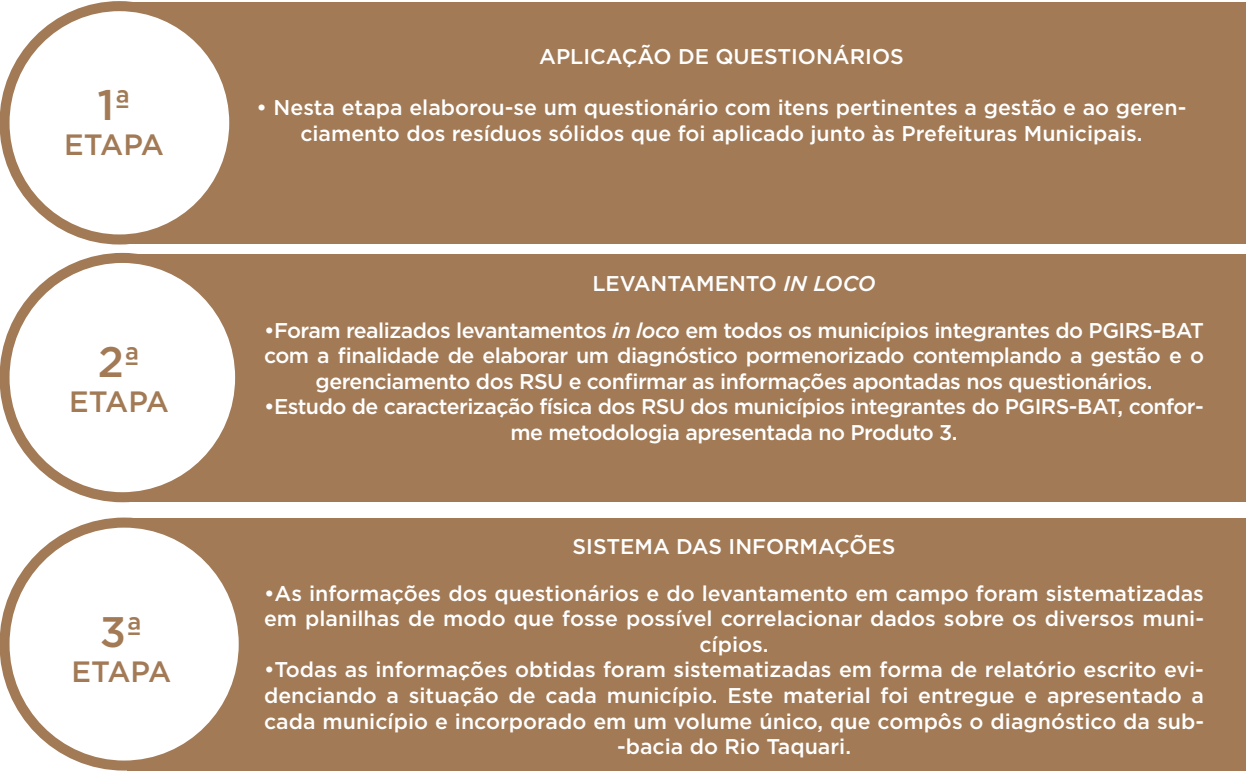 1ª
ETAPA
APLICAÇÃO DE QUESTIONÁRIOS
• Nesta etapa elaborou-se um questionário com itens pertinentes a gestão e ao geren-
ciamento dos resíduos sólidos que foi aplicado junto às Prefeituras Municipais.
2ª
ETAPA
LEVANTAMENTO IN LOCO
•Foram realizados levantamentos in loco em todos os municípios integrantes do PGIRS-BAT
com a finalidade de elaborar um diagnóstico pormenorizado contemplando a gestão e o
gerenciamento dos RSU e confirmar as informações apontadas nos questionários.
•Estudo de caracterização física dos RSU dos municípios integrantes do PGIRS-BAT, confor-
me metodologia apresentada no Produto 3.
3ª
ETAPA
SISTEMA DAS INFORMAÇÕES
•As informações dos questionários e do levantamento em campo foram sistematizadas
em planilhas de modo que fosse possível correlacionar dados sobre os diversos muni-
cípios.
•Todas as informações obtidas foram sistematizadas em forma de relatório escrito evi-
denciando a situação de cada município. Este material foi entregue e apresentado a
cada município e incorporado em um volume único, que compôs o diagnóstico da sub-
-bacia do Rio Taquari.